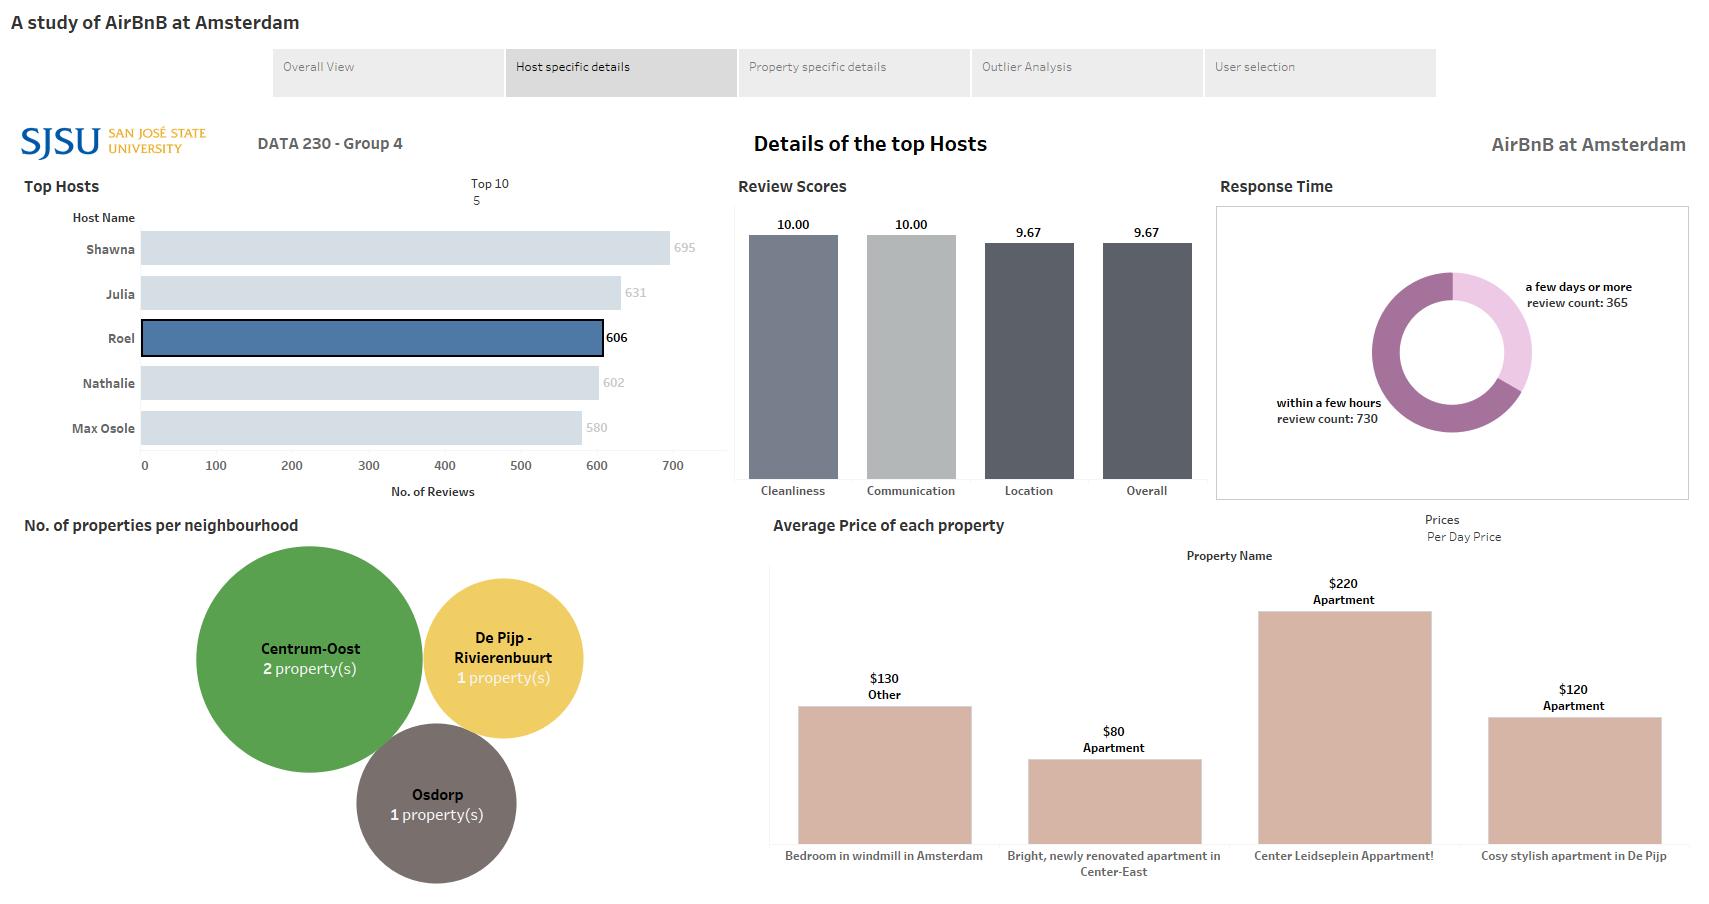 A study of AirBnB at Amsterdam
Overall View
Host specific details
Property specific details
Outlier Analysis
User selection
SJSU SAN JOSÉ STATE
UNIVERSITY
DATA 230 - Group 4
Details of the top Hosts
AirBnB at Amsterdam
Top Hosts
Top 10
5
Host Name
Shawna 695
Julia 631
Roel 606
Nathalie 602
Max Osole 580
0 100 200 300 400 500 600 700
No. of Reviews
Review Scores
10.00 10.00 9.67 9.67
Cleanliness Communication Location Overall
Response Time
a few days or more
review count: 365
within a few hours
review count: 730
No. of properties per neighbourhood
Centrum-Oost
2 property(s)
De Pijp -
Rivierenbuurt
1 property(s)
Osdorp
1 property(s)
Average Price of each property
Prices
Per Day Price
Property Name
$130
Other
$80
Apartment
$220
Apartment
$120
Apartment
Bedroom in windmill in Amsterdam
Bright, newly renovated apartment in
Center-East
Center Leidseplein Appartment!
Cosy stylish apartment in De Pijp